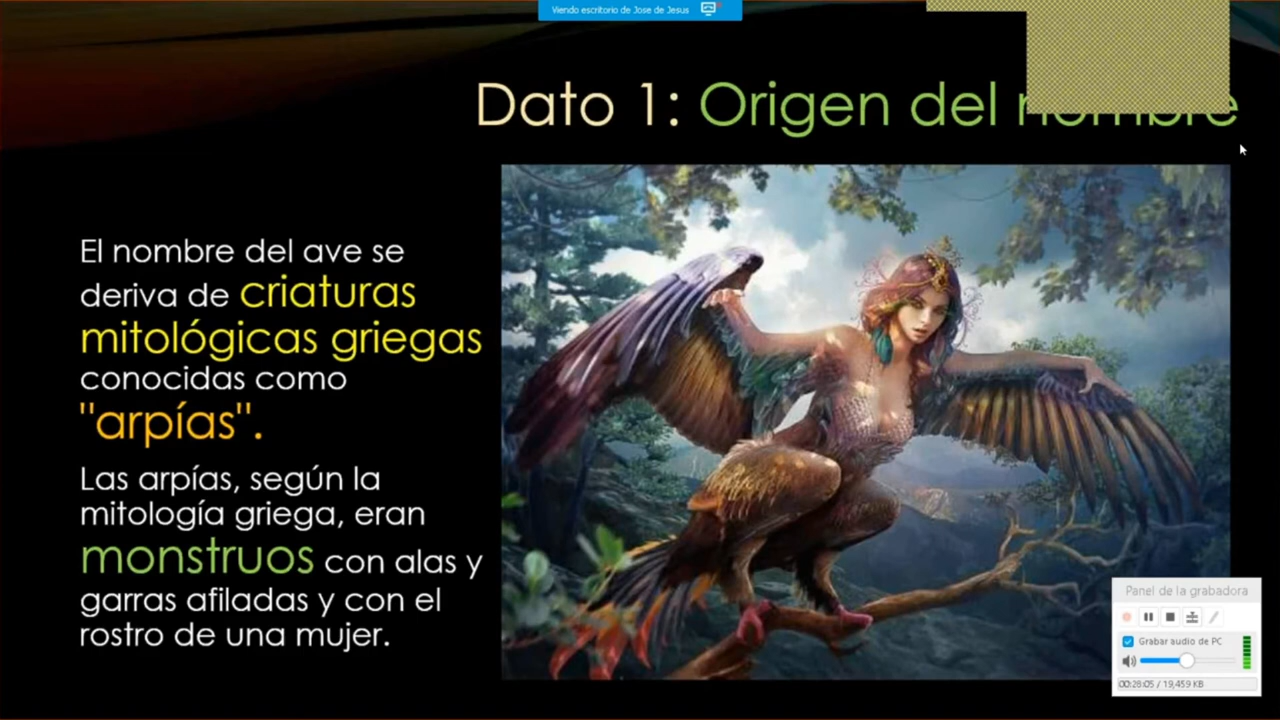 Viendo escritorio de Jose de Jesus
Dato 1: Origen del nombre
El nombre del ave se
deriva de criaturas
mitológicas griegas
conocidas como
"arpías".
Las arpías, según la
mitología griega, eran
monstruos con alas y
garras afiladas y con el
rostro de una mujer.
Panel de la grabadora
Grabar audio de PC
00:28:05 / 19,459 KB